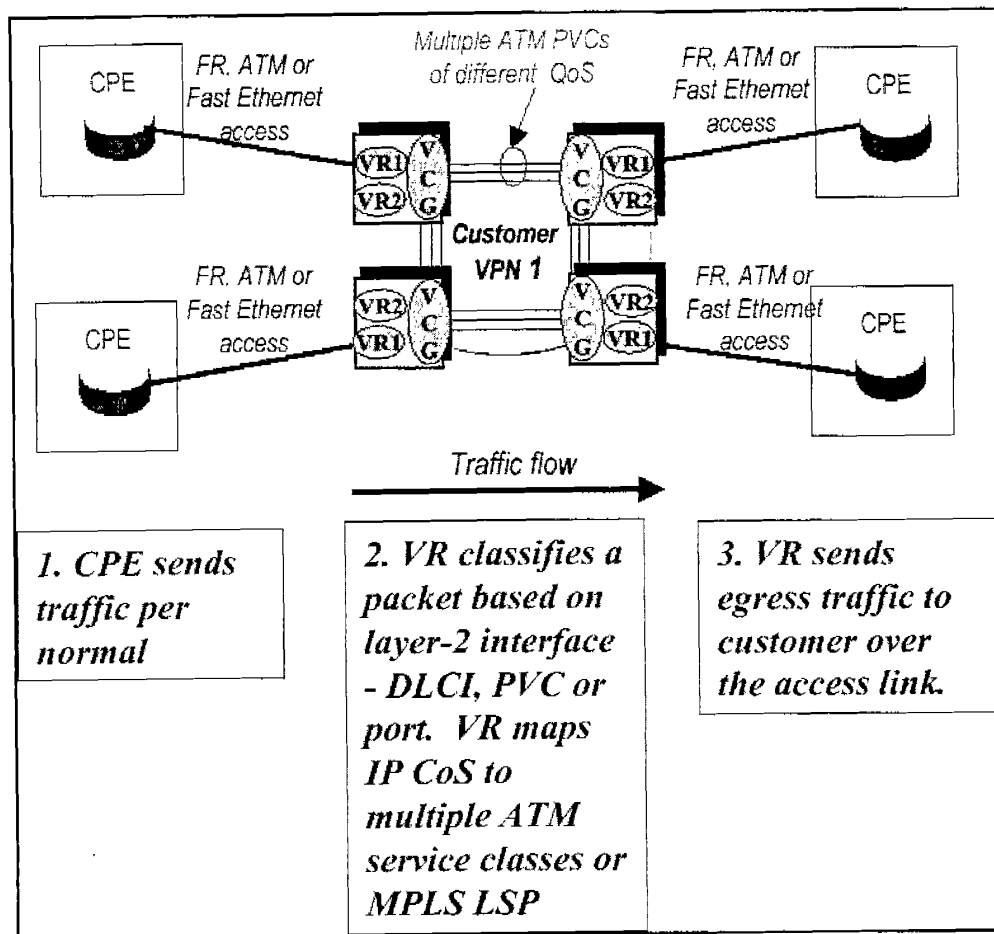 CPE
FR, ATM or
Fast Ethernet
access
Multiple ATM PVCs
of different QoS
FR, ATM or
Fast Ethernet
access
CPE
VR1
VR2
V
C
G
V
C
G
VR1
VR2
Customer
VPN 1
CPE
FR, ATM or
Fast Ethernet
access
VR2
VR1
V
C
G
V
C
G
VR2
VR1
FR, ATM or
Fast Ethernet
access
CPE
Traffic flow
1. CPE sends
traffic per
normal
2. VR classifies a
packet based on
layer-2 interface
- DLCI, PVC or
port. VR maps
IP CoS to
multiple ATM
service classes or
MPLS LSP
3. VR sends
egress traffic to
customer over
the access link.